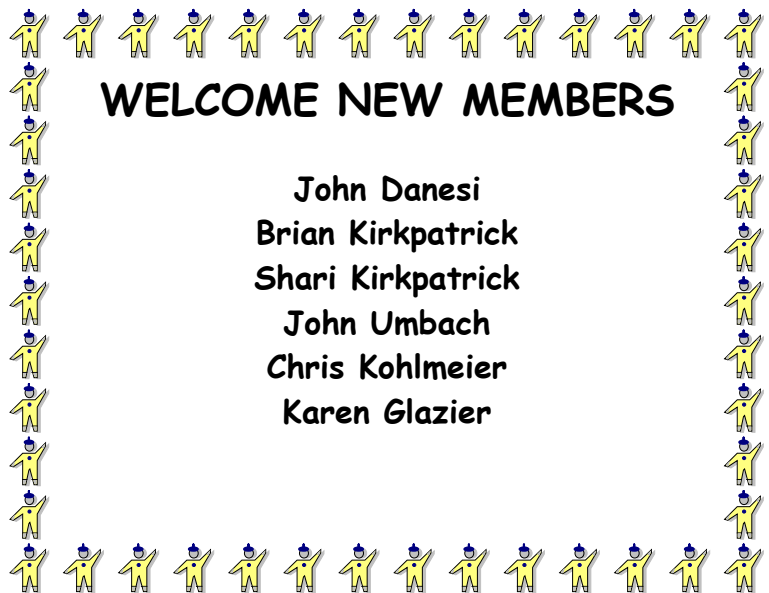 WELCOME NEW MEMBERS
John Danesi
Brian Kirkpatrick
Shari Kirkpatrick
John Umbach
Chris Kohlmeier
Karen Glazier